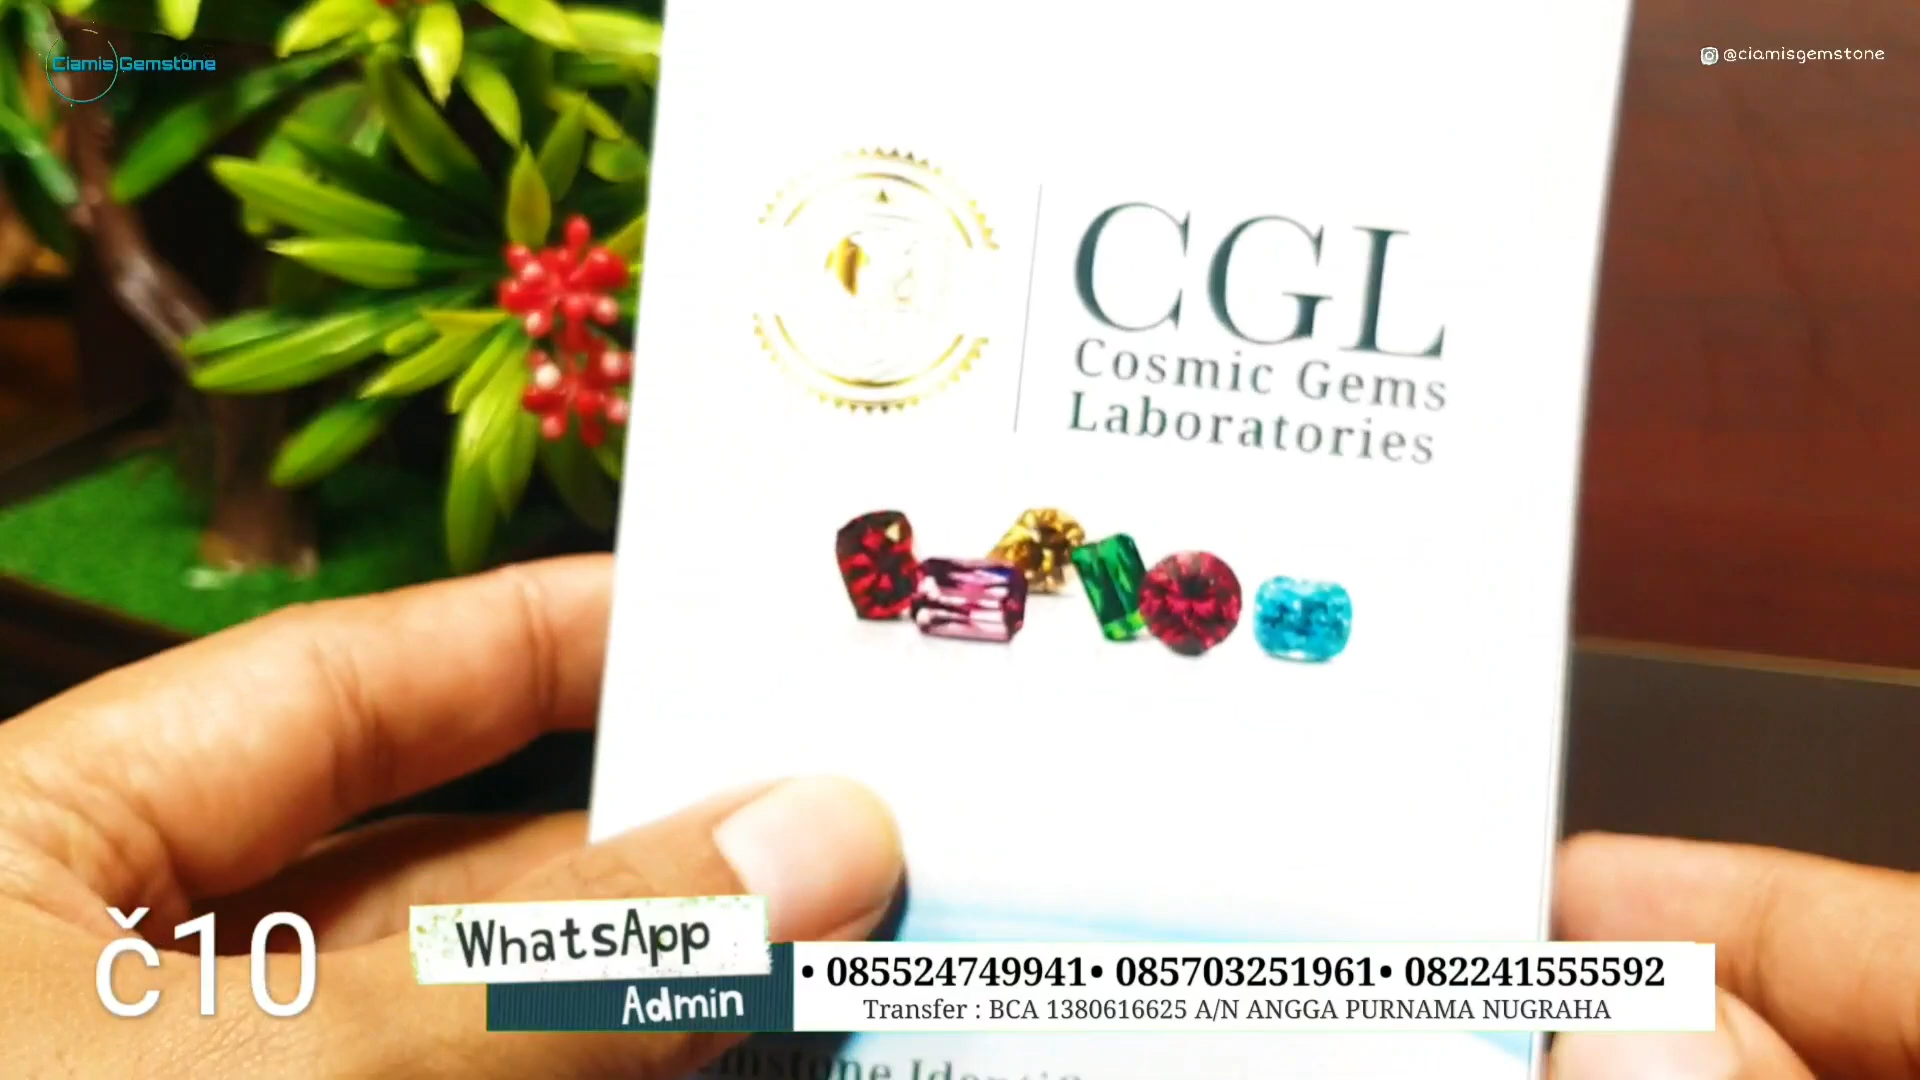 Ciamis Gemstone
@ciamisgemstone
CGL
Cosmic Gems
Laboratories
č10
WhatsApp
Admin
• 085524749941• 085703251961• 082241555592
Transfer : BCA 1380616625 A/N ANGGA PURNAMA NUGRAHA